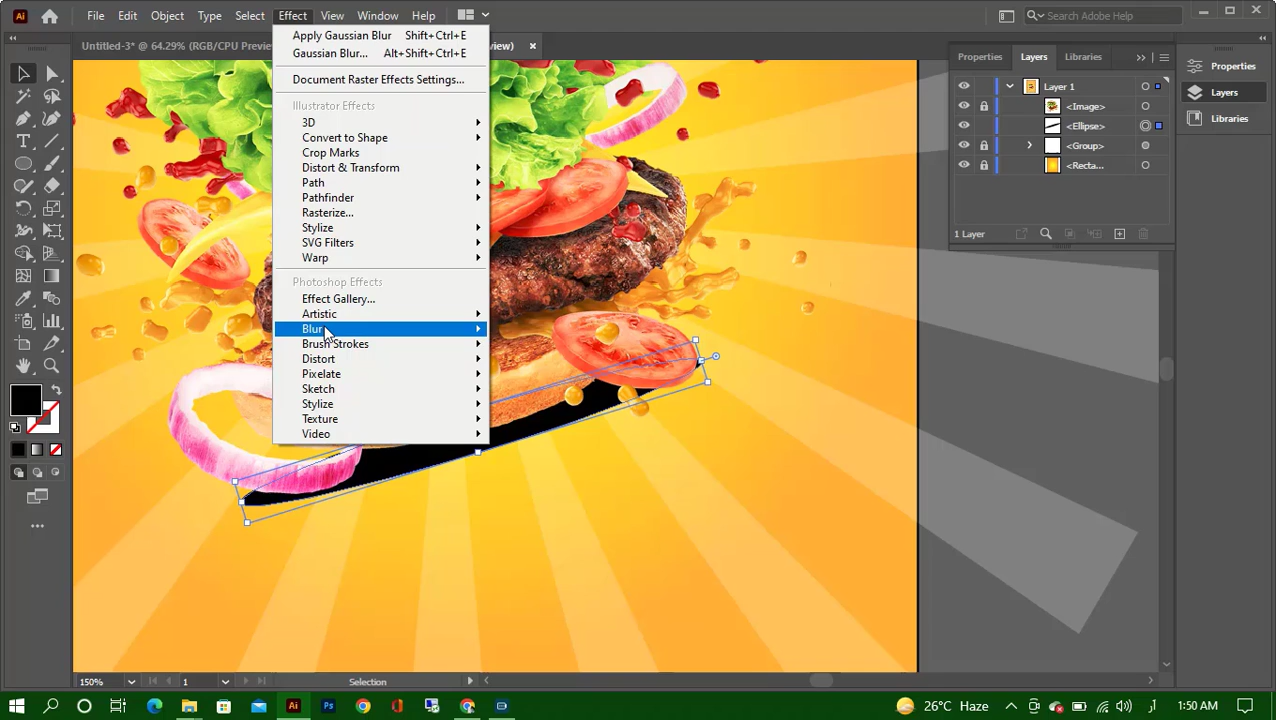 Ai File Edit Object Type Select Effect View Window Help Search Adobe Help
Untitled-3* @ 64.29% (RGB/CPU Preview) ×
Apply Gaussian Blur Shift+Ctrl+E
Gaussian Blur... Alt+Shift+Ctrl+E
Document Raster Effects Settings...
Illustrator Effects
3D
Convert to Shape
Crop Marks
Distort & Transform
Path
Pathfinder
Rasterize...
Stylize
SVG Filters
Warp
Photoshop Effects
Effect Gallery...
Artistic
Blur
Brush Strokes
Distort
Pixelate
Sketch
Stylize
Texture
Video
Properties Layers Libraries
Layer 1
<Image>
<Ellipse>
<Group>
<Recta...
1 Layer
Properties
Layers
Libraries
150% 1 Selection
Ai Ps 26°C Haze 1:50 AM